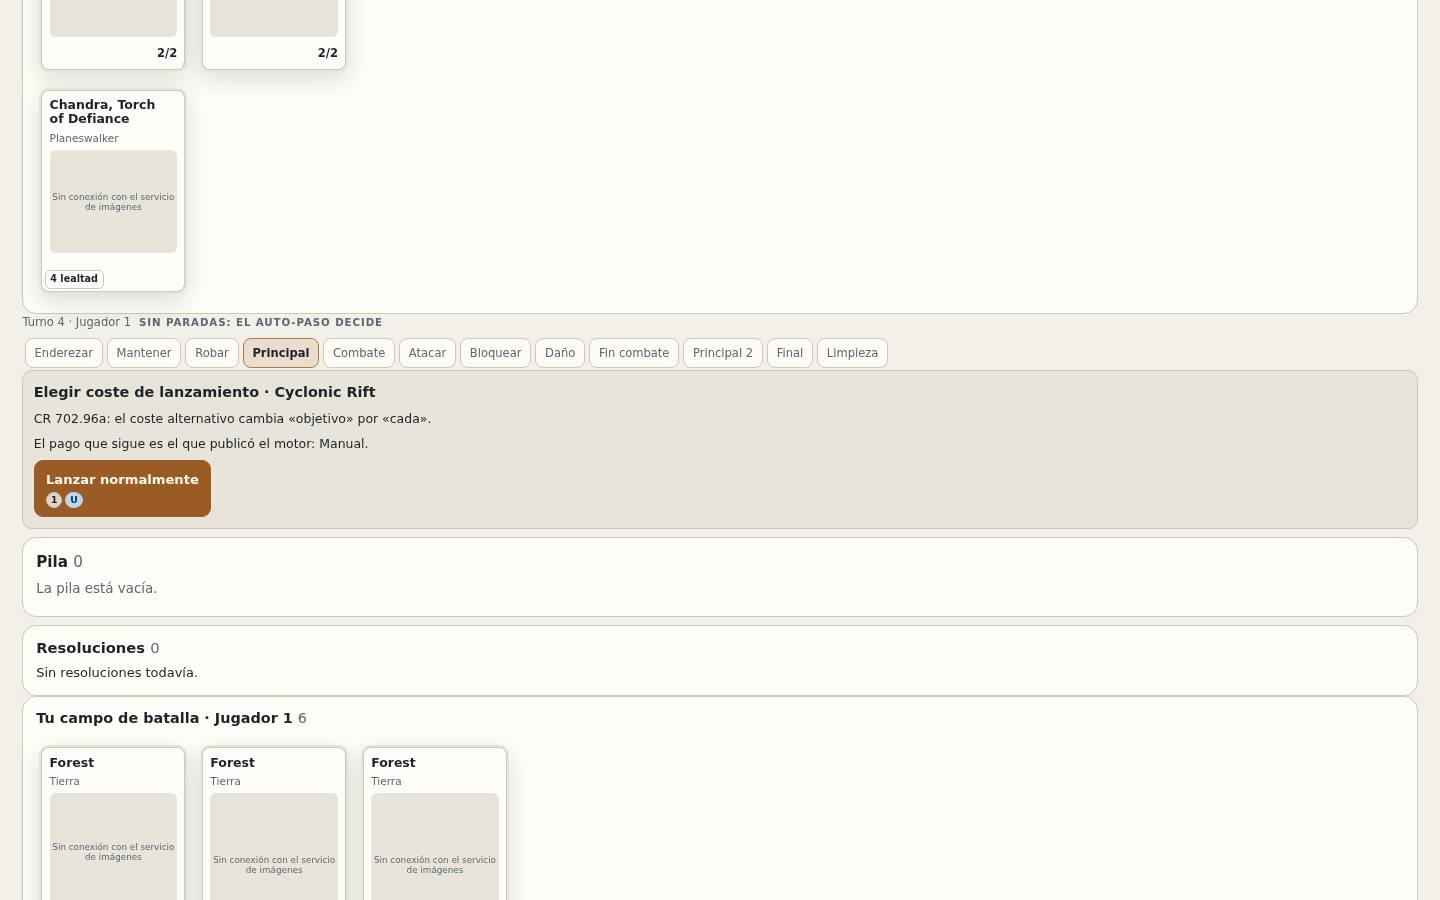 2/2
2/2
Chandra, Torch
of Defiance
Planeswalker
Sin conexión con el servicio
de imágenes
4 lealtad
Turno 4 · Jugador 1 SIN PARADAS: EL AUTO-PASO DECIDE
Enderezar Mantener Robar Principal Combate Atacar Bloquear Daño Fin combate Principal 2 Final Limpieza
Elegir coste de lanzamiento · Cyclonic Rift
CR 702.96a: el coste alternativo cambia «objetivo» por «cada».
El pago que sigue es el que publicó el motor: Manual.
Lanzar normalmente
1 U
Pila 0
La pila está vacía.
Resoluciones 0
Sin resoluciones todavía.
Tu campo de batalla · Jugador 1 6
Forest
Tierra
Sin conexión con el servicio
de imágenes
Forest
Tierra
Sin conexión con el servicio
de imágenes
Forest
Tierra
Sin conexión con el servicio
de imágenes